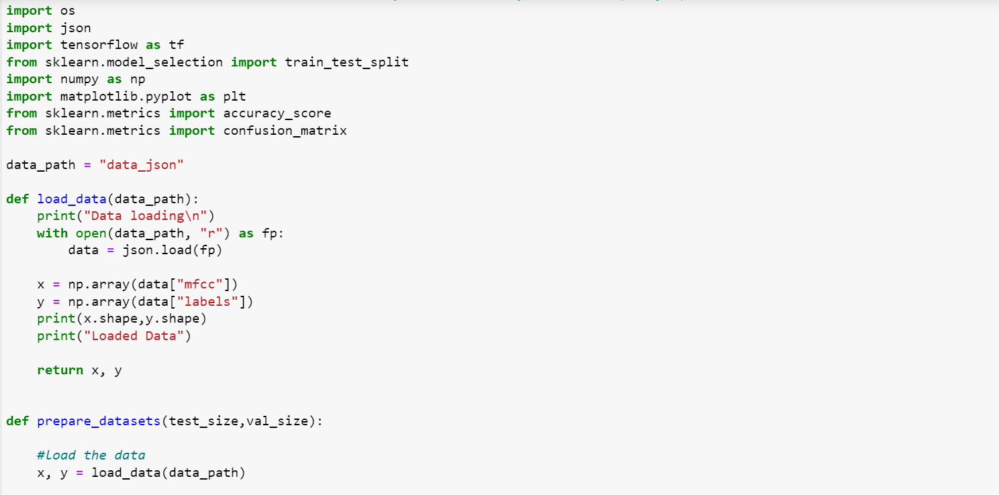 import os
import json
import tensorflow as tf
from sklearn.model_selection import train_test_split
import numpy as np
import matplotlib.pyplot as plt
from sklearn.metrics import accuracy_score
from sklearn.metrics import confusion_matrix

data_path = "data_json"

def load_data(data_path):
    print("Data loading\n")
    with open(data_path, "r") as fp:
        data = json.load(fp)

    x = np.array(data["mfcc"])
    y = np.array(data["labels"])
    print(x.shape,y.shape)
    print("Loaded Data")

    return x, y


def prepare_datasets(test_size,val_size):

    #load the data
    x, y = load_data(data_path)